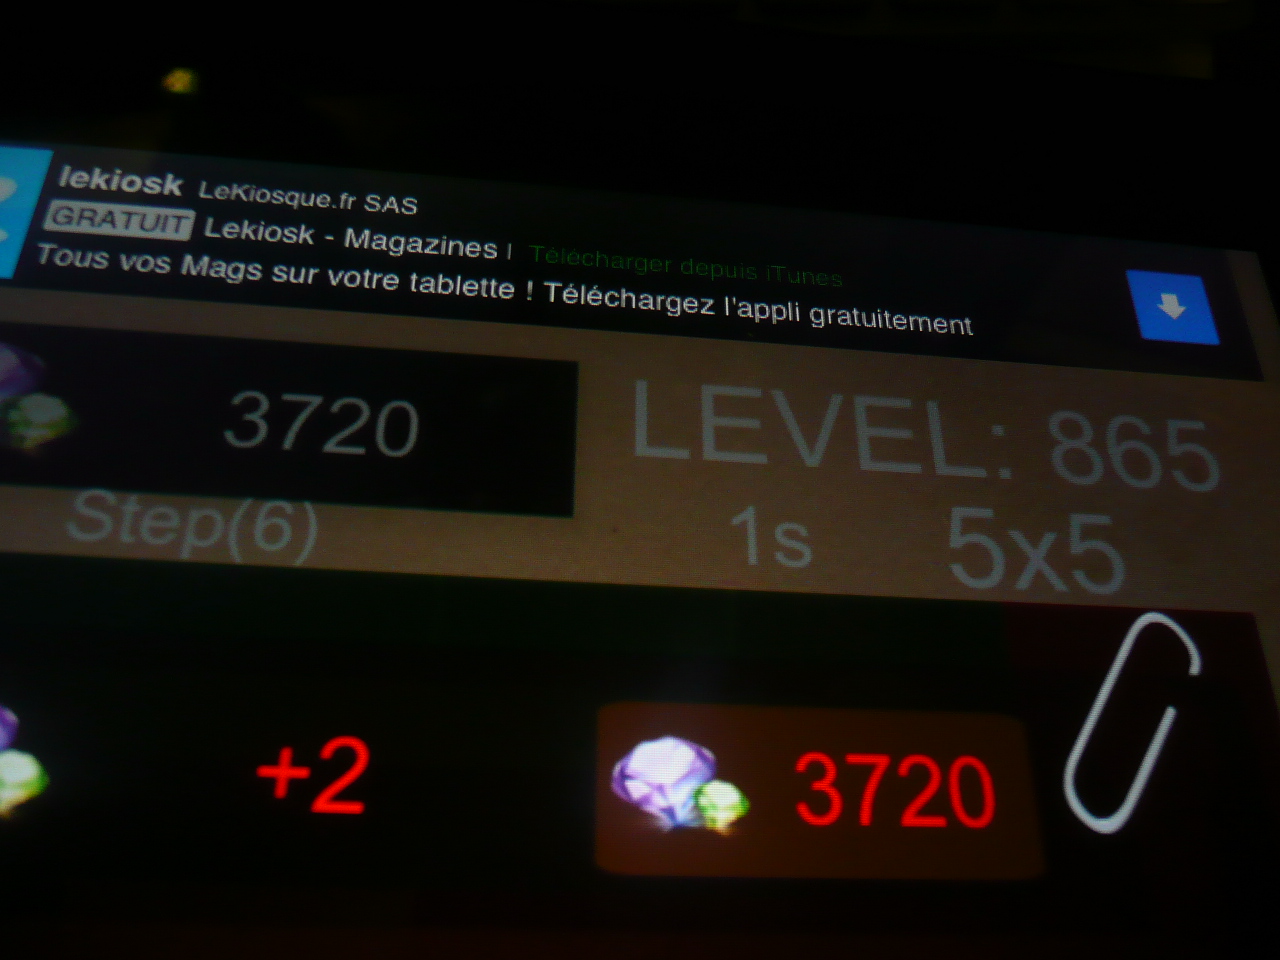 lekiosk LeKiosque.fr SAS
GRATUIT Lekiosk - Magazines | Télécharger depuis iTunes
Tous vos Mags sur votre tablette ! Téléchargez l'appli gratuitement
3720
LEVEL: 865
Step(6)
1s 5x5
+2
3720